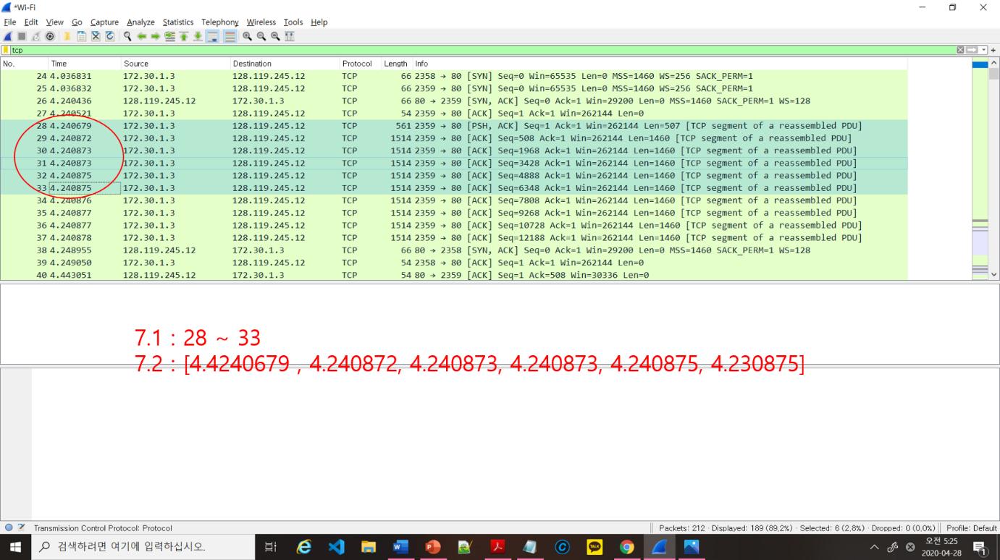 *Wi-Fi
File Edit View Go Capture Analyze Statistics Telephony Wireless Tools Help
tcp
No. Time Source Destination Protocol Length Info
24 4.036831 172.30.1.3 128.119.245.12 TCP 66 2358 → 80 [SYN] Seq=0 Win=65535 Len=0 MSS=1460 WS=256 SACK_PERM=1
25 4.036832 172.30.1.3 128.119.245.12 TCP 66 2359 → 80 [SYN] Seq=0 Win=65535 Len=0 MSS=1460 WS=256 SACK_PERM=1
26 4.240436 128.119.245.12 172.30.1.3 TCP 66 80 → 2359 [SYN, ACK] Seq=0 Ack=1 Win=29200 Len=0 MSS=1460 SACK_PERM=1 WS=128
27 4.240521 172.30.1.3 128.119.245.12 TCP 54 2359 → 80 [ACK] Seq=1 Ack=1 Win=262144 Len=0
28 4.240679 172.30.1.3 128.119.245.12 TCP 561 2359 → 80 [PSH, ACK] Seq=1 Ack=1 Win=262144 Len=507 [TCP segment of a reassembled PDU]
29 4.240872 172.30.1.3 128.119.245.12 TCP 1514 2359 → 80 [ACK] Seq=508 Ack=1 Win=262144 Len=1460 [TCP segment of a reassembled PDU]
30 4.240873 172.30.1.3 128.119.245.12 TCP 1514 2359 → 80 [ACK] Seq=1968 Ack=1 Win=262144 Len=1460 [TCP segment of a reassembled PDU]
31 4.240873 172.30.1.3 128.119.245.12 TCP 1514 2359 → 80 [ACK] Seq=3428 Ack=1 Win=262144 Len=1460 [TCP segment of a reassembled PDU]
32 4.240875 172.30.1.3 128.119.245.12 TCP 1514 2359 → 80 [ACK] Seq=4888 Ack=1 Win=262144 Len=1460 [TCP segment of a reassembled PDU]
33 4.240875 172.30.1.3 128.119.245.12 TCP 1514 2359 → 80 [ACK] Seq=6348 Ack=1 Win=262144 Len=1460 [TCP segment of a reassembled PDU]
34 4.240876 172.30.1.3 128.119.245.12 TCP 1514 2359 → 80 [ACK] Seq=7808 Ack=1 Win=262144 Len=1460 [TCP segment of a reassembled PDU]
35 4.240877 172.30.1.3 128.119.245.12 TCP 1514 2359 → 80 [ACK] Seq=9268 Ack=1 Win=262144 Len=1460 [TCP segment of a reassembled PDU]
36 4.240877 172.30.1.3 128.119.245.12 TCP 1514 2359 → 80 [ACK] Seq=10728 Ack=1 Win=262144 Len=1460 [TCP segment of a reassembled PDU]
37 4.240878 172.30.1.3 128.119.245.12 TCP 1514 2359 → 80 [ACK] Seq=12188 Ack=1 Win=262144 Len=1460 [TCP segment of a reassembled PDU]
38 4.248955 128.119.245.12 172.30.1.3 TCP 66 80 → 2358 [SYN, ACK] Seq=0 Ack=1 Win=29200 Len=0 MSS=1460 SACK_PERM=1 WS=128
39 4.249050 172.30.1.3 128.119.245.12 TCP 54 2358 → 80 [ACK] Seq=1 Ack=1 Win=262144 Len=0
40 4.443051 128.119.245.12 172.30.1.3 TCP 54 80 → 2359 [ACK] Seq=1 Ack=508 Win=30336 Len=0
7.1 : 28 ~ 33
7.2 : [4.4240679 , 4.240872, 4.240873, 4.240873, 4.240875, 4.230875]
Transmission Control Protocol: Protocol
Packets: 212 · Displayed: 189 (89.2%) · Selected: 6 (2.8%) · Dropped: 0 (0.0%)
Profile: Default
검색하려면 여기에 입력하십시오.
TALK
오전 5:25
2020-04-28
1